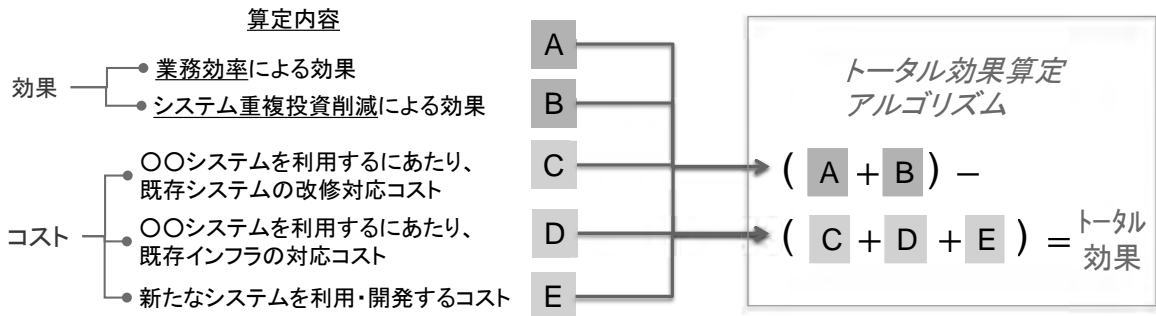 算定内容
効果
業務効率による効果
システム重複投資削減による効果
コスト
〇〇システムを利用するにあたり、
既存システムの改修対応コスト
〇〇システムを利用するにあたり、
既存インフラの対応コスト
新たなシステムを利用・開発するコスト
A
B
C
D
E
トータル効果算定
アルゴリズム
( A + B ) −
( C + D + E ) = トータル
効果